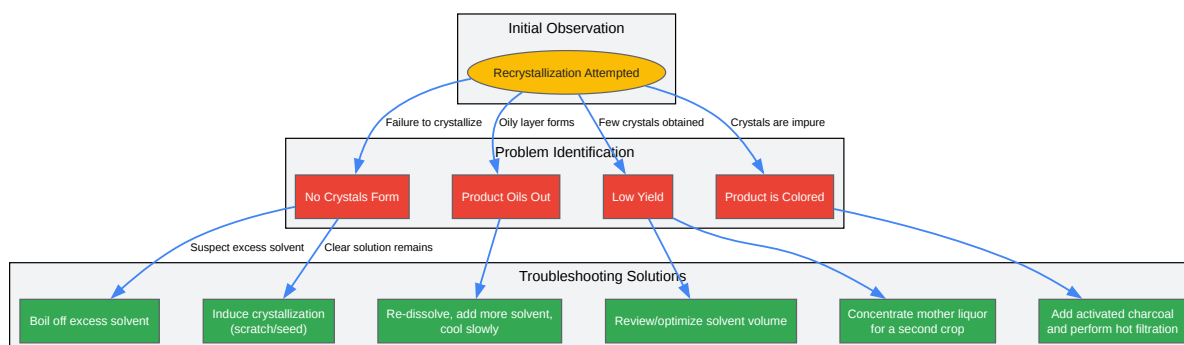 Initial Observation
Recrystallization Attempted
Failure to crystallize
Oily layer forms
Few crystals obtained
Crystals are impure
Problem Identification
No Crystals Form
Product Oils Out
Low Yield
Product is Colored
Suspect excess solvent
Clear solution remains
Troubleshooting Solutions
Boil off excess solvent
Induce crystallization
(scratch/seed)
Re-dissolve, add more solvent,
cool slowly
Review/optimize solvent volume
Concentrate mother liquor
for a second crop
Add activated charcoal
and perform hot filtration